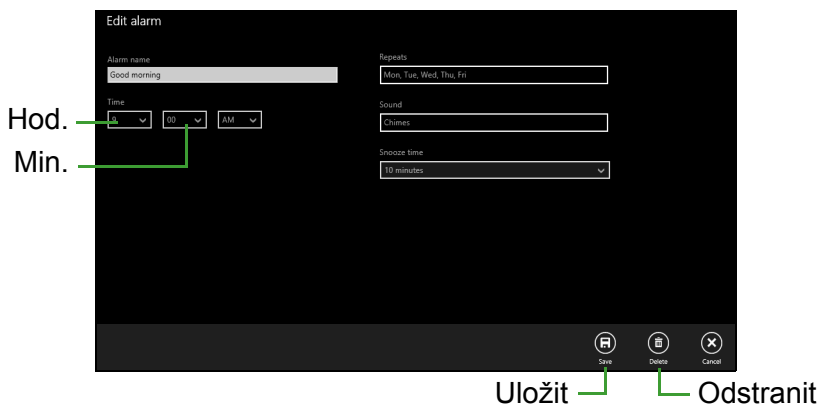 Edit alarm
Alarm name
Good morning
Time
9 00 AM
Repeats
Mon, Tue, Wed, Thu, Fri
Sound
Chimes
Snooze time
10 minutes
Hod.
Min.
Save Delete Cancel
Uložit Odstranit